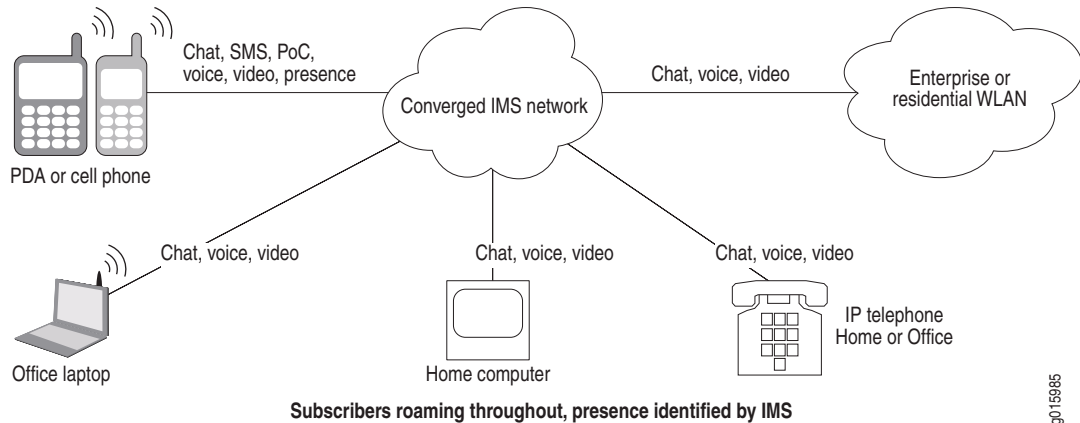 Chat, SMS, PoC,
voice, video, presence
Chat, voice, video
Converged IMS network
Enterprise or
residential WLAN
PDA or cell phone
Chat, voice, video
Chat, voice, video
Chat, voice, video
IP telephone
Home or Office
Office laptop
Home computer
Subscribers roaming throughout, presence identified by IMS
g015985